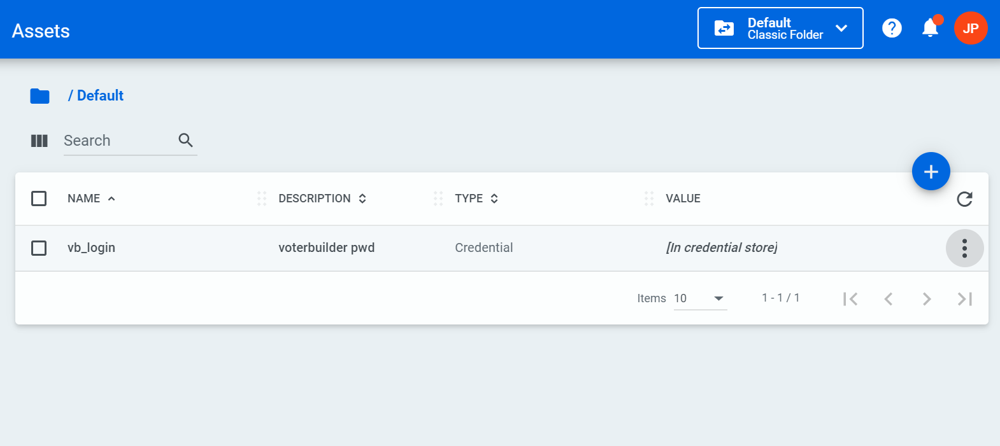 Assets
Default
Classic Folder
?
JP
/ Default
Search
+
NAME DESCRIPTION TYPE VALUE
vb_login voterbuilder pwd Credential [In credential store]
Items 10 1 - 1 / 1